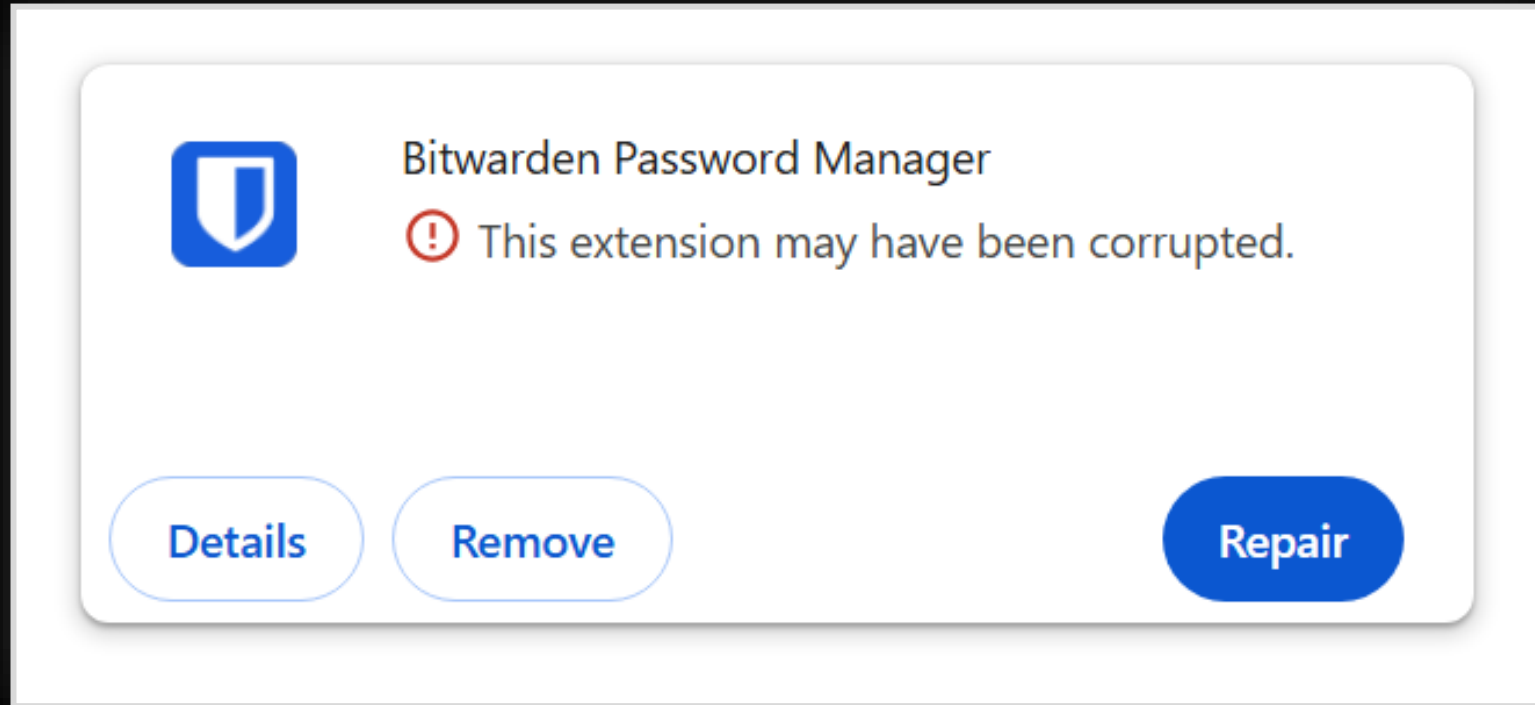 Bitwarden Password Manager
This extension may have been corrupted.
Details Remove Repair